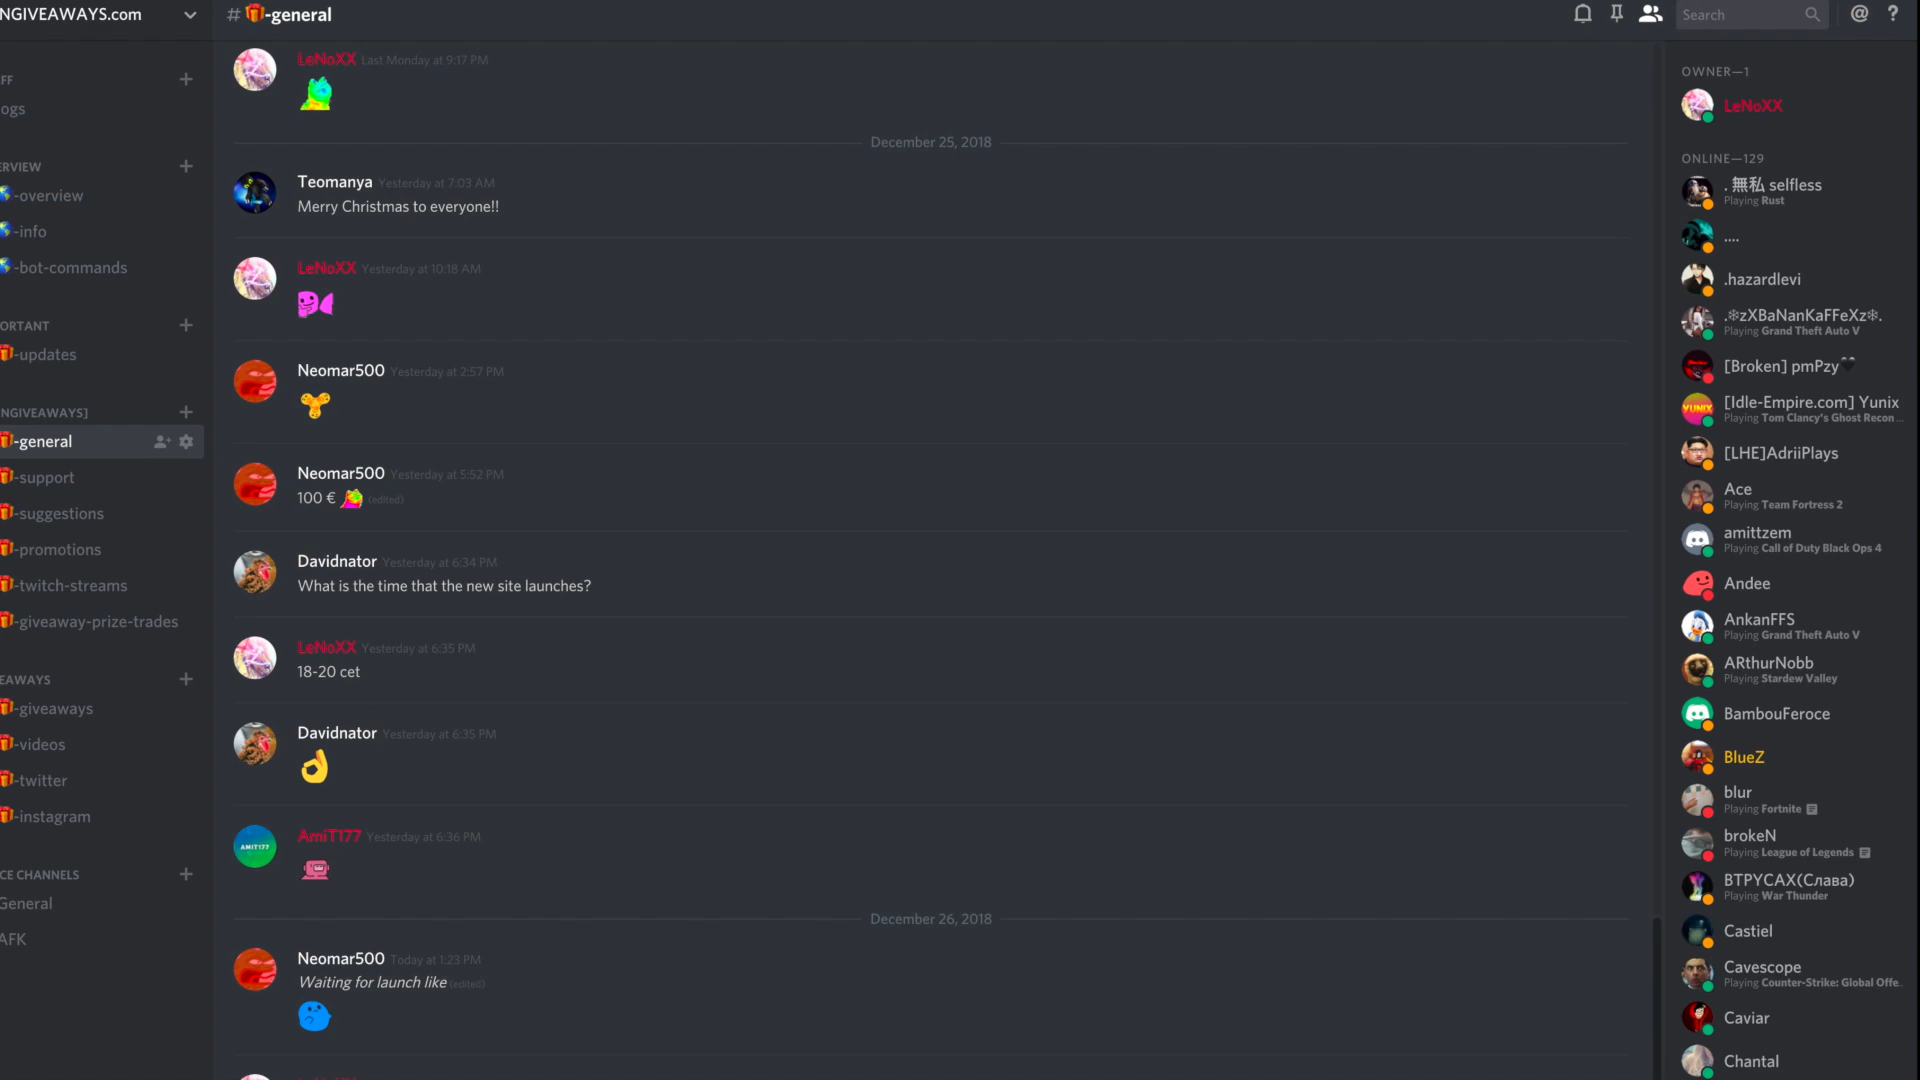 NGIVEAWAYS.com
# -general
Search
FF
ogs
ERVIEW
-overview
-info
-bot-commands
ORTANT
-updates
NGIVEAWAYS]
-general
-support
-suggestions
-promotions
-twitch-streams
-giveaway-prize-trades
EAWAYS
-giveaways
-videos
-twitter
-instagram
CE CHANNELS
General
AFK
LeNoXX Last Monday at 9:17 PM
December 25, 2018
Teomanya Yesterday at 7:03 AM
Merry Christmas to everyone!!
LeNoXX Yesterday at 10:18 AM
Neomar500 Yesterday at 2:57 PM
Neomar500 Yesterday at 5:52 PM
100 € (edited)
Davidnator Yesterday at 6:34 PM
What is the time that the new site launches?
LeNoXX Yesterday at 6:35 PM
18-20 cet
Davidnator Yesterday at 6:35 PM
AMIT177
AmiT177 Yesterday at 6:36 PM
December 26, 2018
Neomar500 Today at 1:23 PM
Waiting for launch like (edited)
OWNER—1
LeNoXX
ONLINE—129
. 無私 selfless
Playing Rust
....
.hazardlevi
.❄zXBaNanKaFFeXz❄.
Playing Grand Theft Auto V
[Broken] pmPzy🖤
YUNIX
[Idle-Empire.com] Yunix
Playing Tom Clancy's Ghost Recon ...
[LHE]AdriiPlays
Ace
Playing Team Fortress 2
amittzem
Playing Call of Duty Black Ops 4
Andee
AnkanFFS
Playing Grand Theft Auto V
ARthurNobb
Playing Stardew Valley
BambouFeroce
BlueZ
blur
Playing Fortnite
brokeN
Playing League of Legends
BTPYCAX(Слава)
Playing War Thunder
Castiel
Cavescope
Playing Counter-Strike: Global Offe...
Caviar
Chantal